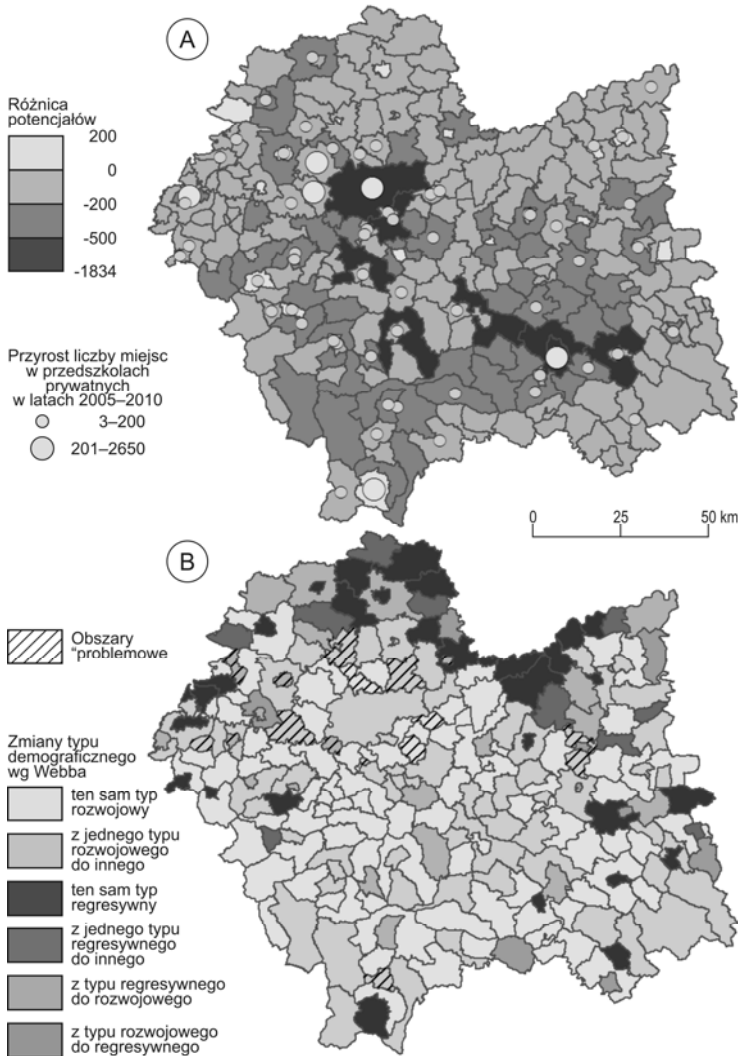 A
Różnica
potencjałów
200
0
-200
-500
-1834
Przyrost liczby miejsc
w przedszkolach
prywatnych
w latach 2005–2010
3–200
201–2650
0 25 50 km
B
Obszary
“problemowe
Zmiany typu
demograficznego
wg Webba
ten sam typ
rozwojowy
z jednego typu
rozwojowego
do innego
ten sam typ
regresywny
z jednego typu
regresywnego
do innego
z typu regresywnego
do rozwojowego
z typu rozwojowego
do regresywnego